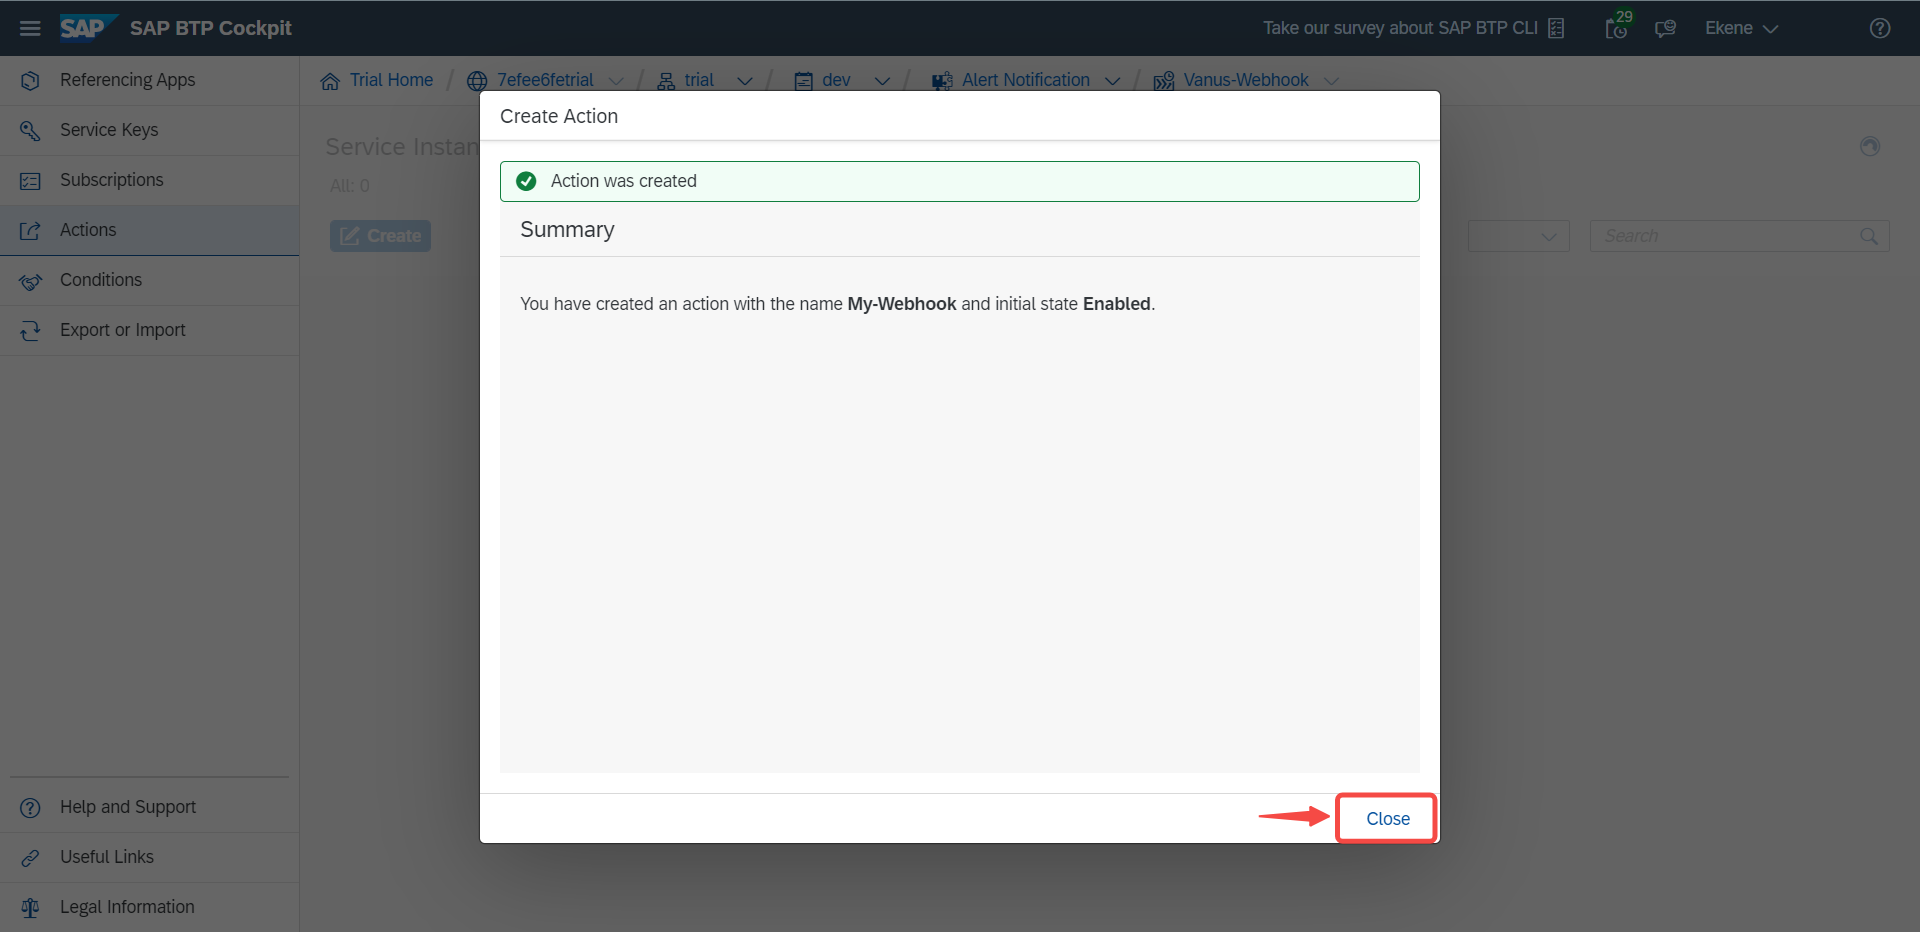 SAP SAP BTP Cockpit
Take our survey about SAP BTP CLI
29
Ekene
Referencing Apps
Service Keys
Subscriptions
Actions
Conditions
Export or Import
Help and Support
Useful Links
Legal Information
Trial Home / 7efee6fetrial / trial / dev / Alert Notification / Vanus-Webhook
Service Instan
All: 0
Create
Search
Create Action
Action was created
Summary
You have created an action with the name My-Webhook and initial state Enabled.
Close